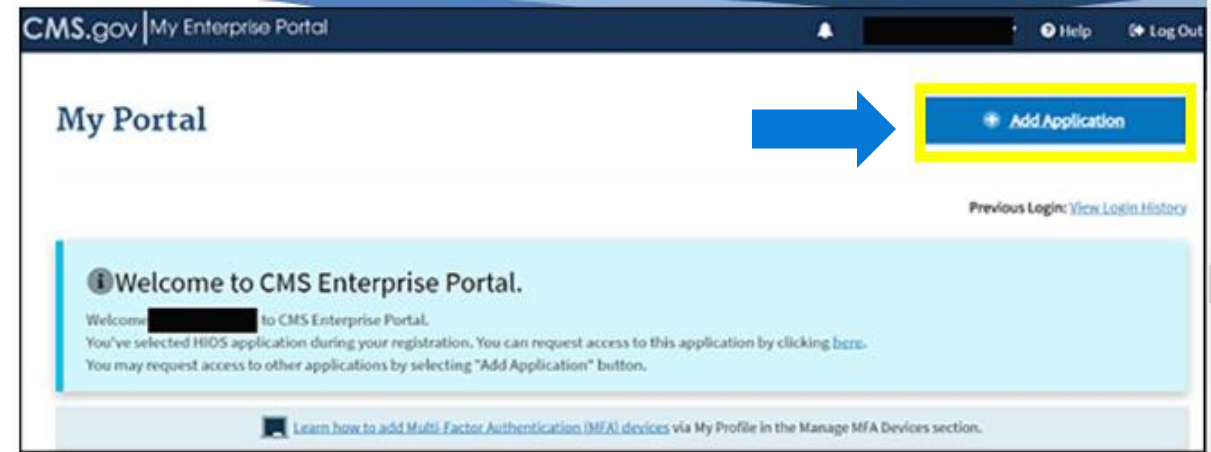 CMS.gov My Enterprise Portal Help Log Out
My Portal
Add Application
Previous Login: View Login History
Welcome to CMS Enterprise Portal.
Welcome to CMS Enterprise Portal.
You've selected HIOS application during your registration. You can request access to this application by clicking here.
You may request access to other applications by selecting "Add Application" button.
Learn how to add Multi-Factor Authentication (MFA) devices via My Profile in the Manage MFA Devices section.